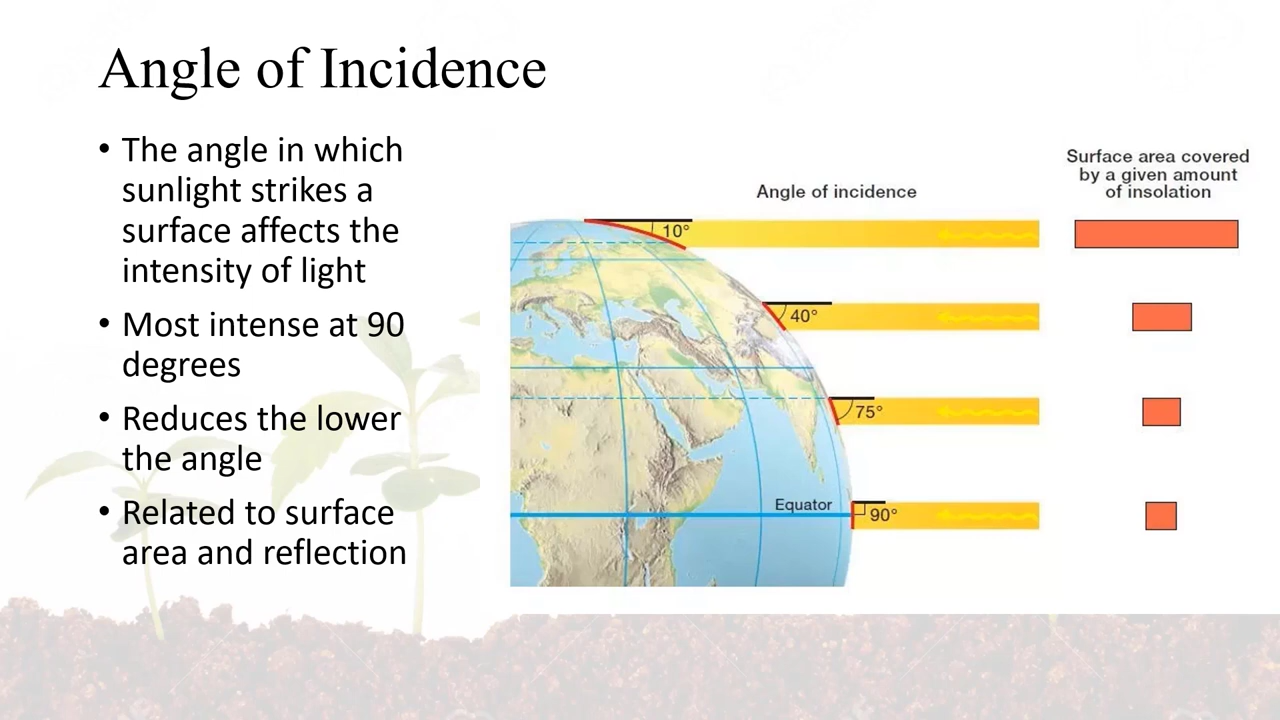 Angle of Incidence
• The angle in which
sunlight strikes a
surface affects the
intensity of light
• Most intense at 90
degrees
• Reduces the lower
the angle
• Related to surface
area and reflection
Angle of incidence
Surface area covered
by a given amount
of insolation
10°
40°
75°
Equator
90°